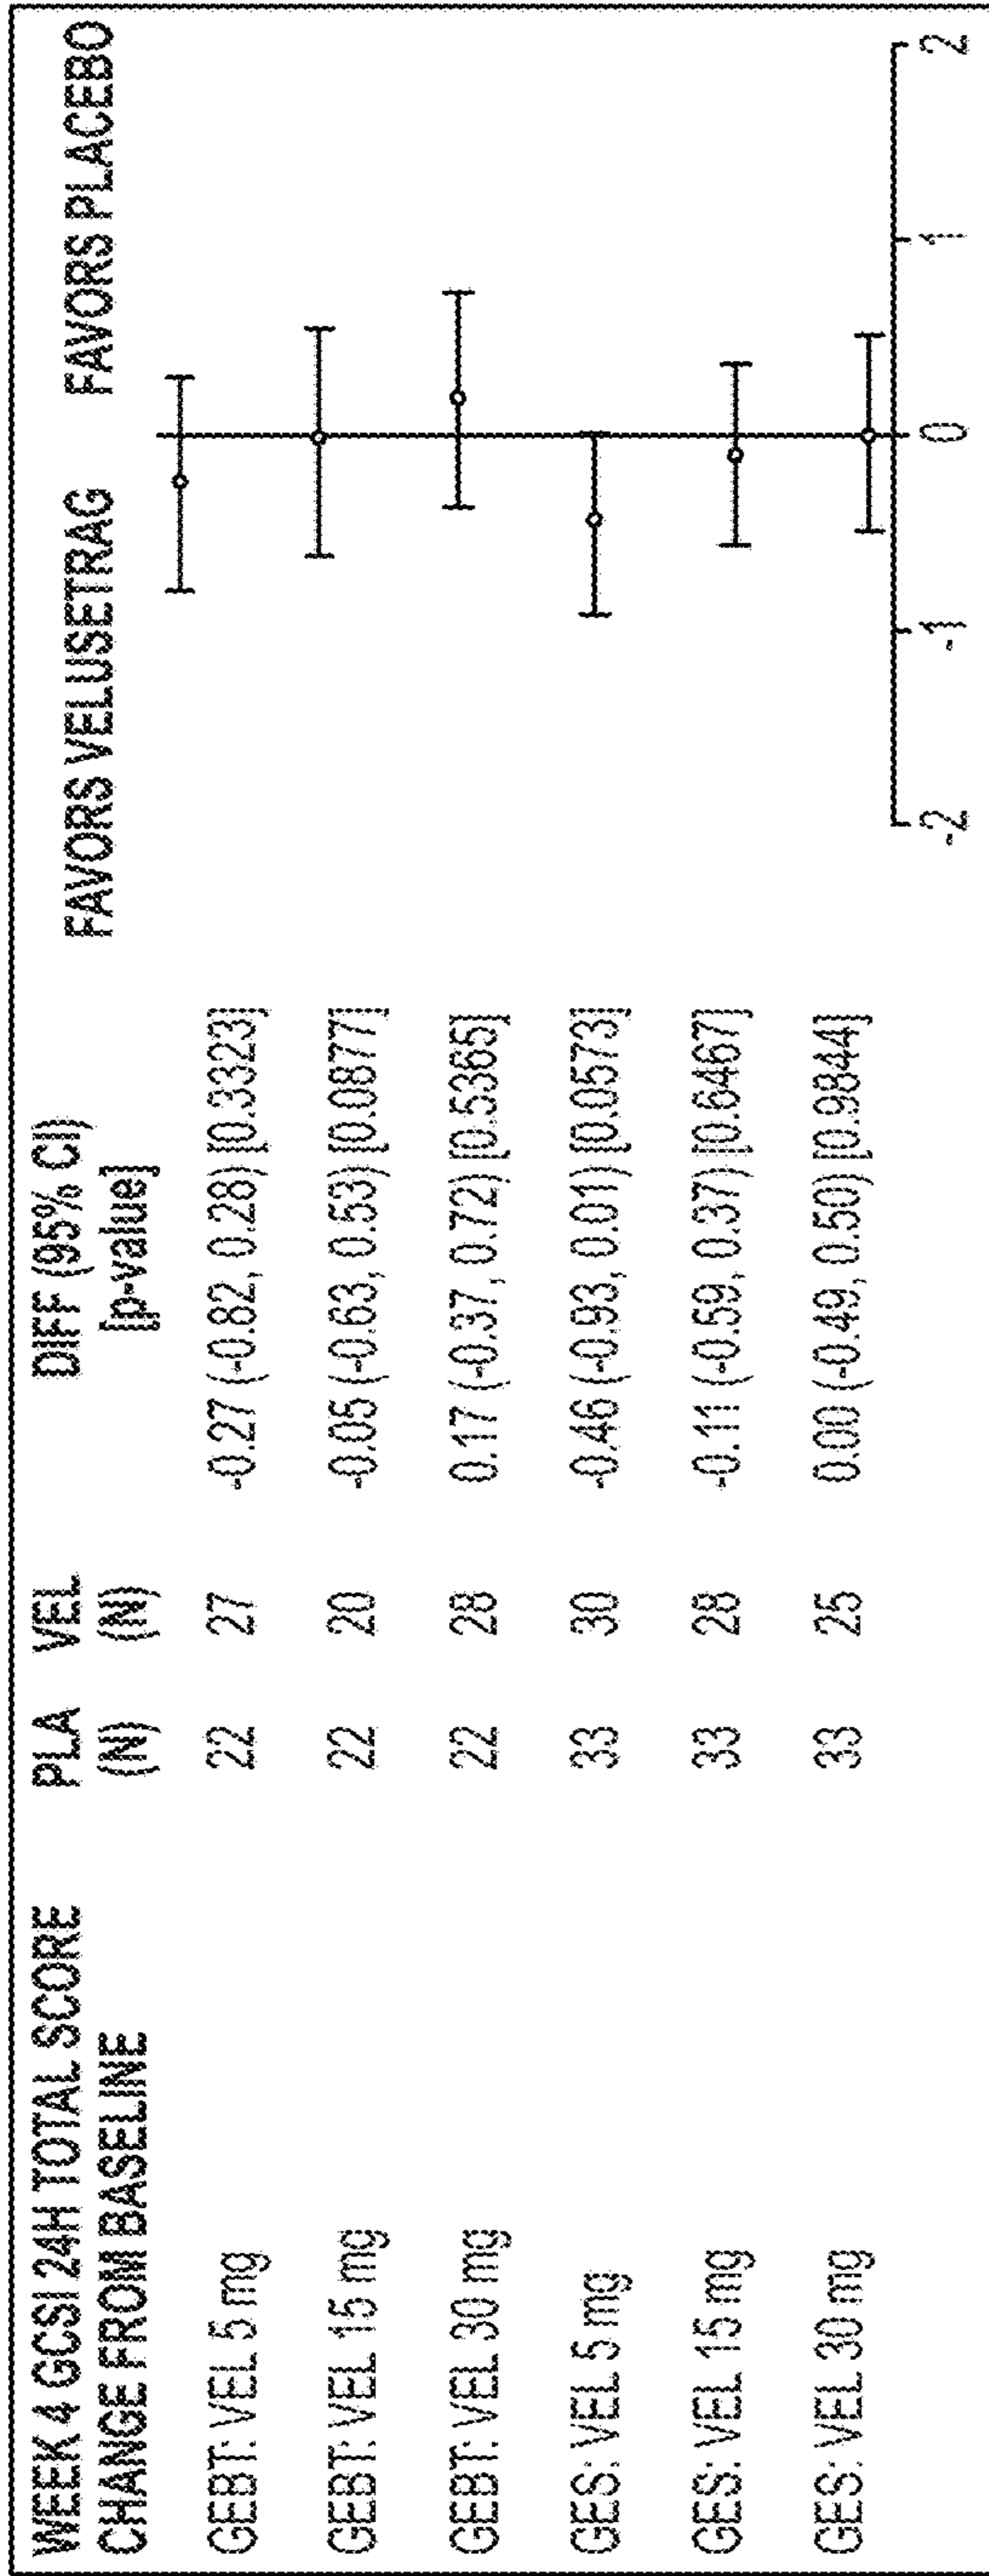 WEEK 4 GCSI 24H TOTAL SCORE PLA VEL DIFF (95% CI) FAVORS VELUSETRAG FAVORS PLACEBO
CHANGE FROM BASELINE (N) (N) [p-value]
GEBT: VEL 5 mg 22 27 -0.27 (-0.82, 0.28) [0.3323]
GEBT: VEL 15 mg 22 20 -0.05 (-0.63, 0.53) [0.0877]
GEBT: VEL 30 mg 22 28 0.17 (-0.37, 0.72) [0.5365]
GES: VEL 5 mg 33 30 -0.46 (-0.93, 0.01) [0.0573]
GES: VEL 15 mg 33 28 -0.11 (-0.59, 0.37) [0.6467]
GES: VEL 30 mg 33 25 0.00 (-0.49, 0.50) [0.9844]
-2 -1 0 1 2